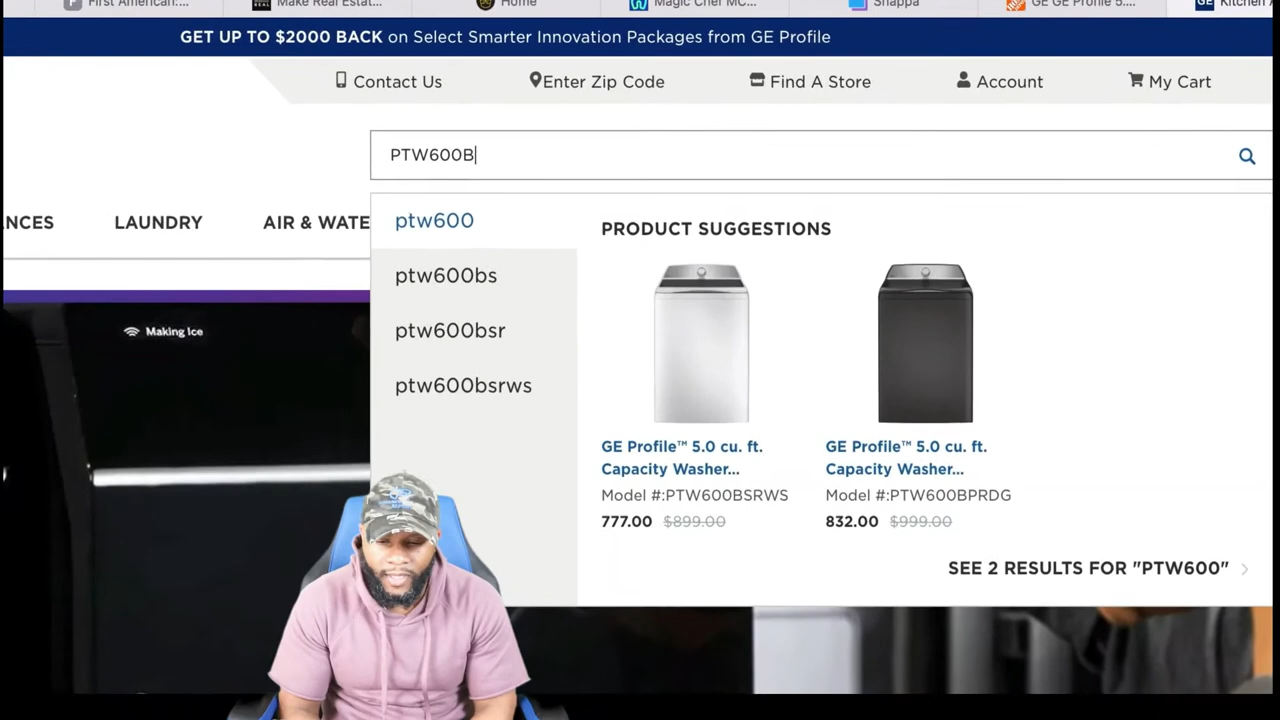 First American:...
Make Real Estat...
Home
Magic Chef MC...
Snappa
GE GE Profile 5....
GE Kitchen A
GET UP TO $2000 BACK on Select Smarter Innovation Packages from GE Profile
Contact Us
Enter Zip Code
Find A Store
Account
My Cart
PTW600B
NCES
LAUNDRY
AIR & WATE
ptw600
ptw600bs
ptw600bsr
ptw600bsrws
PRODUCT SUGGESTIONS
GE Profile™ 5.0 cu. ft.
Capacity Washer...
Model #:PTW600BSRWS
777.00 $899.00
GE Profile™ 5.0 cu. ft.
Capacity Washer...
Model #:PTW600BPRDG
832.00 $999.00
SEE 2 RESULTS FOR "PTW600"
Making Ice